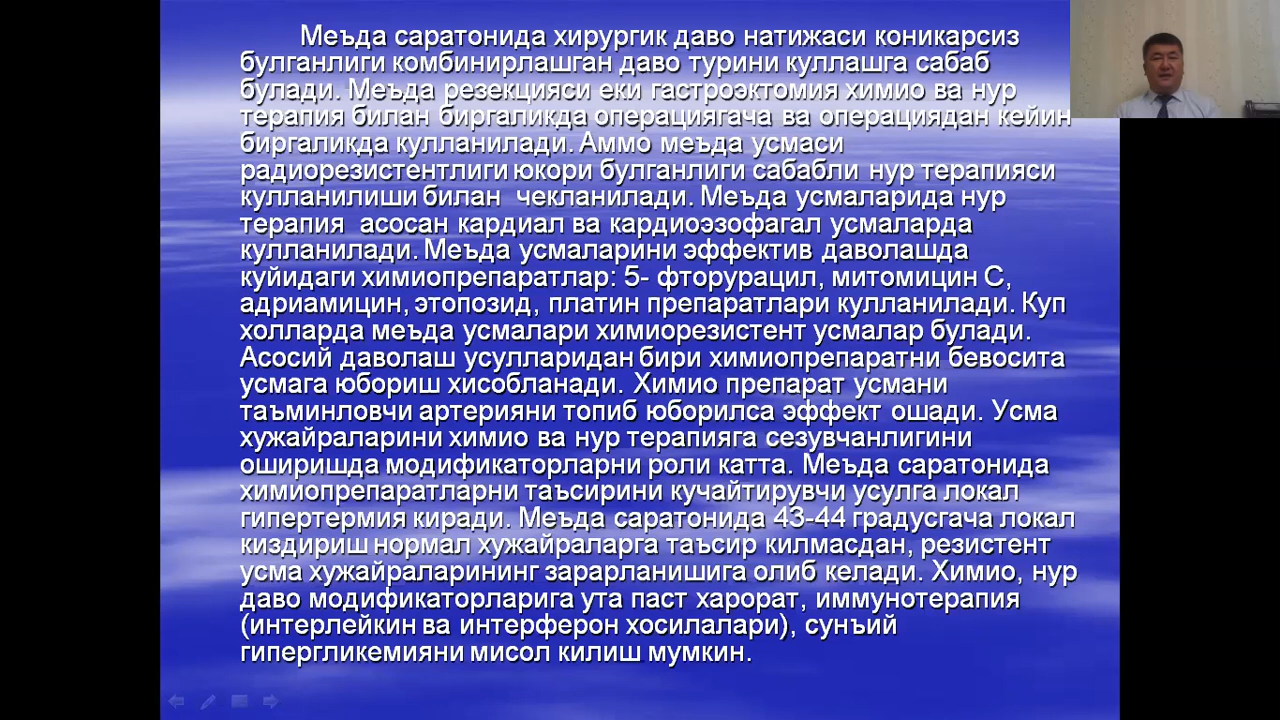 Меъда саратонида хирургик даво натижаси коникарсиз
булганлиги комбинирлашган даво турини куллашга сабаб
булади. Меъда резекцияси еки гастроэктомия химио ва нур
терапия билан биргаликда операциягача ва операциядан кейин
биргаликда кулланилади. Аммо меъда усмаси
радиорезистентлиги юкори булганлиги сабабли нур терапияси
кулланилиши билан чекланилади. Меъда усмаларида нур
терапия асосан кардиал ва кардиоэзофагал усмаларда
кулланилади. Меъда усмаларини эффектив даволашда
куйидаги химиопрепаратлар: 5- фторурацил, митомицин С,
адриамицин, этопозид, платин препаратлари кулланилади. Куп
холларда меъда усмалари химиорезистент усмалар булади.
Асосий даволаш усулларидан бири химиопрепаратни бевосита
усмага юбориш хисобланади. Химио препарат усмани
таъминловчи артерияни топиб юборилса эффект ошади. Усма
хужайраларини химио ва нур терапияга сезувчанлигини
оширишда модификаторларни роли катта. Меъда саратонида
химиопрепаратларни таъсирини кучайтирувчи усулга локал
гипертермия киради. Меъда саратонида 43-44 градусгача локал
киздириш нормал хужайраларга таъсир килмасдан, резистент
усма хужайраларининг зарарланишига олиб келади. Химио, нур
даво модификаторларига ута паст харорат, иммунотерапия
(интерлейкин ва интерферон хосилалари), сунъий
гипергликемияни мисол килиш мумкин.